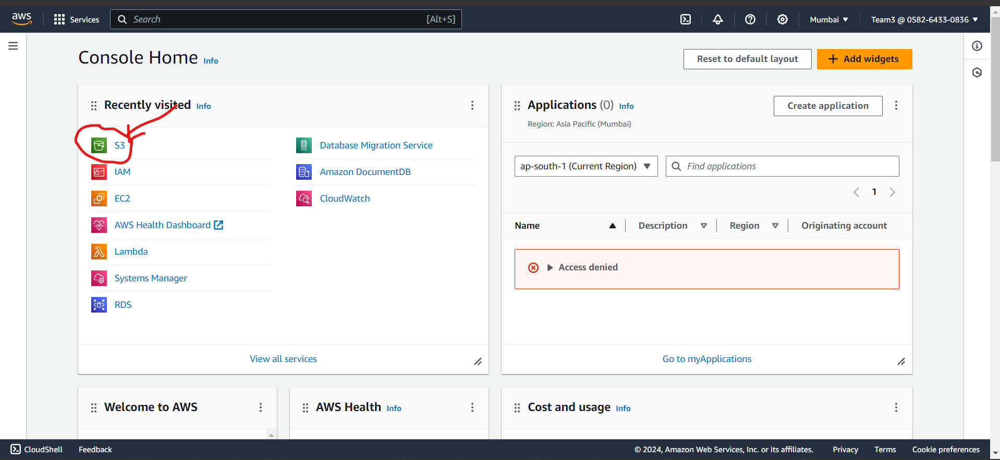 aws Services Search [Alt+S] Mumbai Team3 @ 0582-6433-0836
Console Home Info
Reset to default layout
Add widgets
Recently visited Info
S3
IAM
EC2
AWS Health Dashboard
Lambda
Systems Manager
RDS
Database Migration Service
Amazon DocumentDB
CloudWatch
View all services
Applications (0) Info
Region: Asia Pacific (Mumbai)
Create application
ap-south-1 (Current Region) Find applications
1
Name Description Region Originating account
Access denied
Go to myApplications
Welcome to AWS
AWS Health Info
Cost and usage Info
CloudShell Feedback © 2024, Amazon Web Services, Inc. or its affiliates. Privacy Terms Cookie preferences